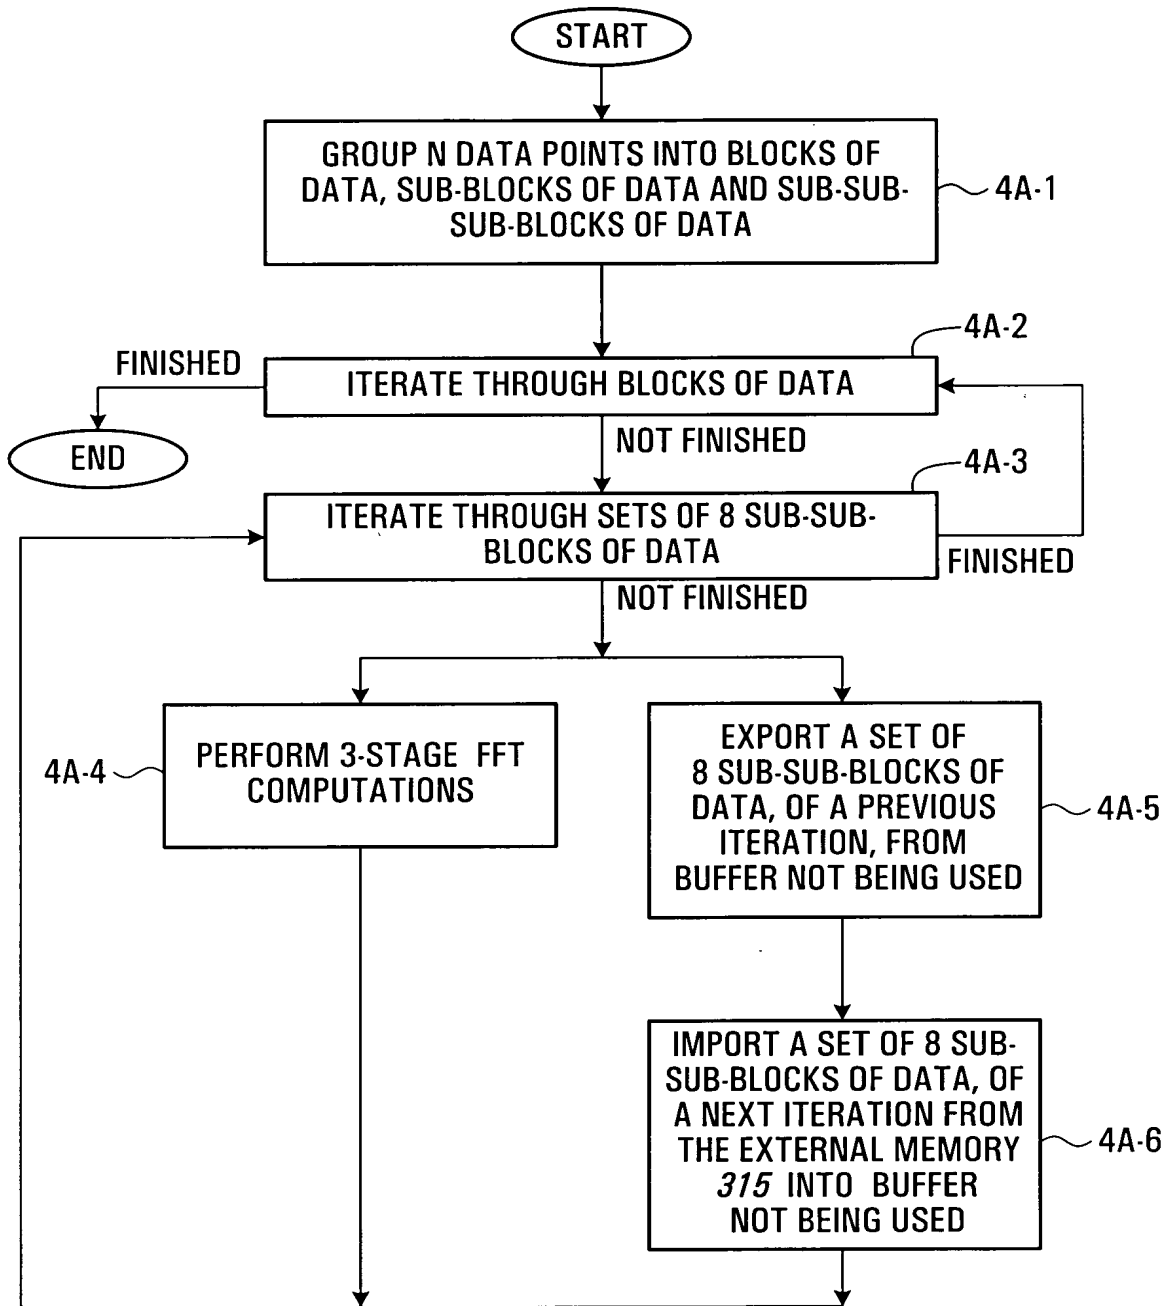 START
GROUP N DATA POINTS INTO BLOCKS OF
DATA, SUB-BLOCKS OF DATA AND SUB-SUB-
SUB-BLOCKS OF DATA
4A-1
4A-2
FINISHED
ITERATE THROUGH BLOCKS OF DATA
NOT FINISHED
END
4A-3
ITERATE THROUGH SETS OF 8 SUB-SUB-
BLOCKS OF DATA
FINISHED
NOT FINISHED
4A-4
PERFORM 3-STAGE FFT
COMPUTATIONS
EXPORT A SET OF
8 SUB-SUB-BLOCKS OF
DATA, OF A PREVIOUS
ITERATION, FROM
BUFFER NOT BEING USED
4A-5
IMPORT A SET OF 8 SUB-
SUB-BLOCKS OF DATA, OF
A NEXT ITERATION FROM
THE EXTERNAL MEMORY
315 INTO BUFFER
NOT BEING USED
4A-6